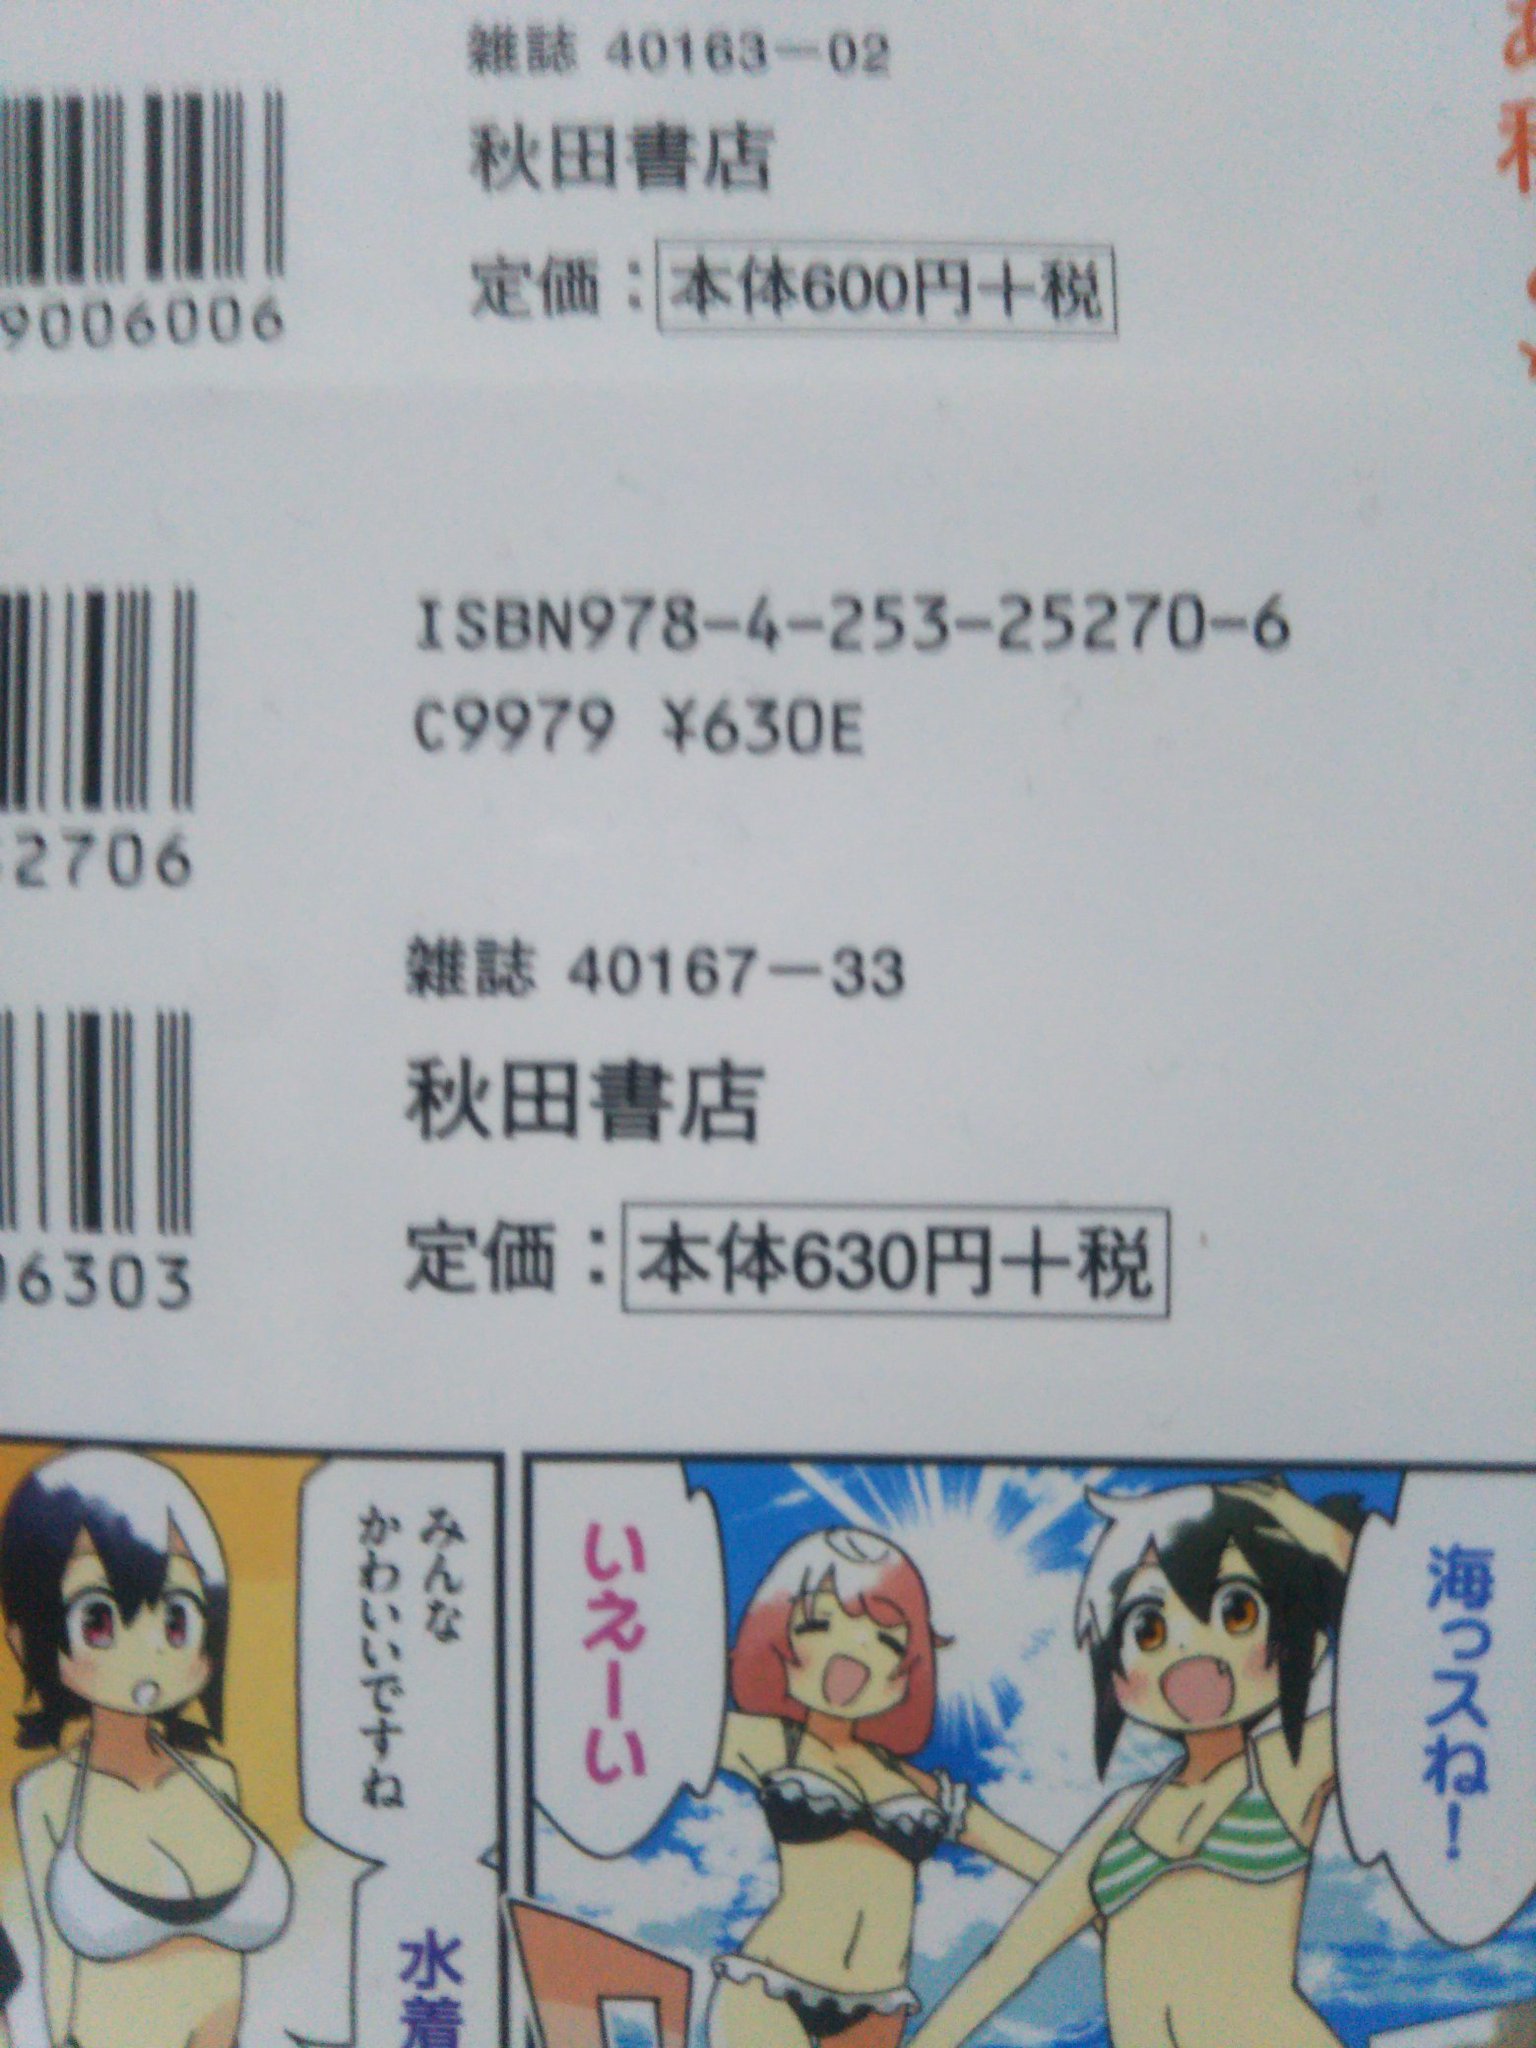 雑誌 40163-02
秋田書店
定価:本体600円+税
9006006
ISBN978-4-253-25270-6
C9979 ¥630E
2706
雑誌 40167-33
秋田書店
定価:本体630円+税
6303
海っスね!
いえーい
みんな
かわいいですね
水着